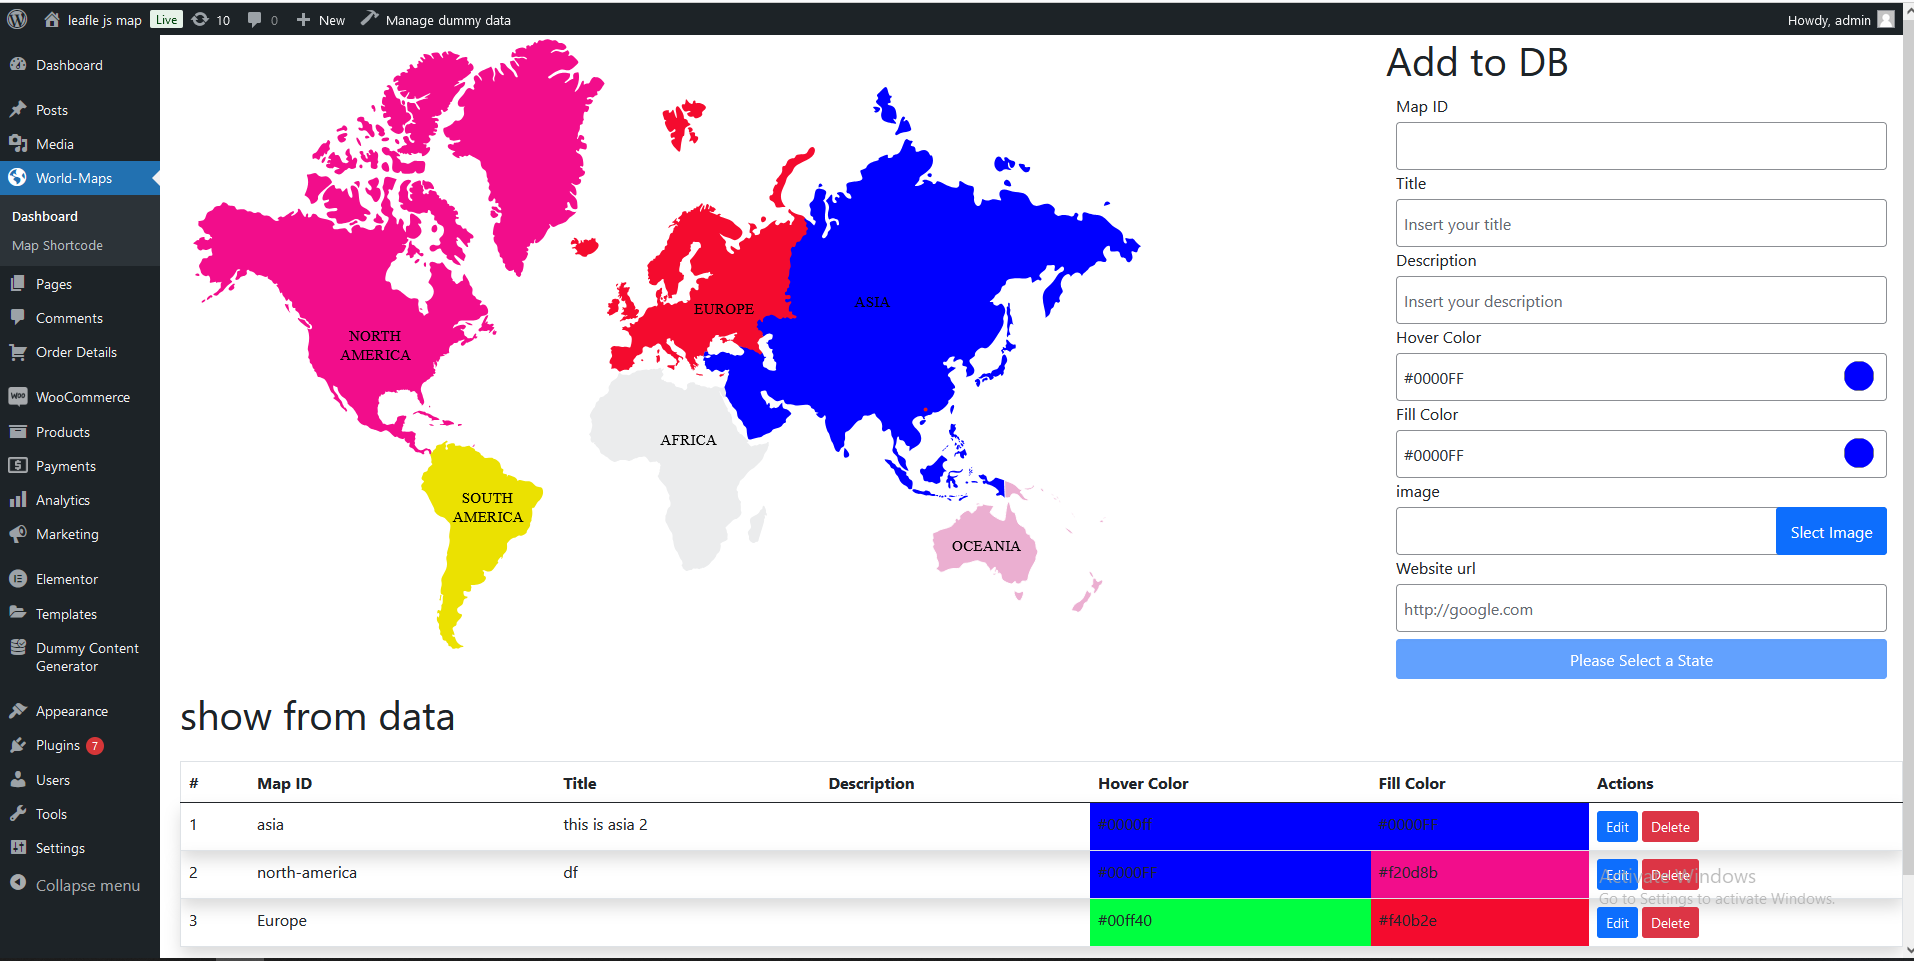 leafle js map Live 10 0 New Manage dummy data Howdy, admin
Dashboard
Posts
Media
World-Maps
Dashboard
Map Shortcode
Pages
Comments
Order Details
WooCommerce
Products
Payments
Analytics
Marketing
Elementor
Templates
Dummy Content
Generator
Appearance
Plugins 7
Users
Tools
Settings
Collapse menu
NORTH
AMERICA
EUROPE
ASIA
AFRICA
SOUTH
AMERICA
OCEANIA
Add to DB
Map ID
Title
Insert your title
Description
Insert your description
Hover Color
#0000FF
Fill Color
#0000FF
image
Slect Image
Website url
http://google.com
Please Select a State
show from data
# Map ID Title Description Hover Color Fill Color Actions
1 asia this is asia 2 #0000ff #0000FF Edit Delete
2 north-america df #0000FF #f20d8b Edit Delete
3 Europe #00ff40 #f40b2e Edit Delete
Activate Windows
Go to Settings to activate Windows.